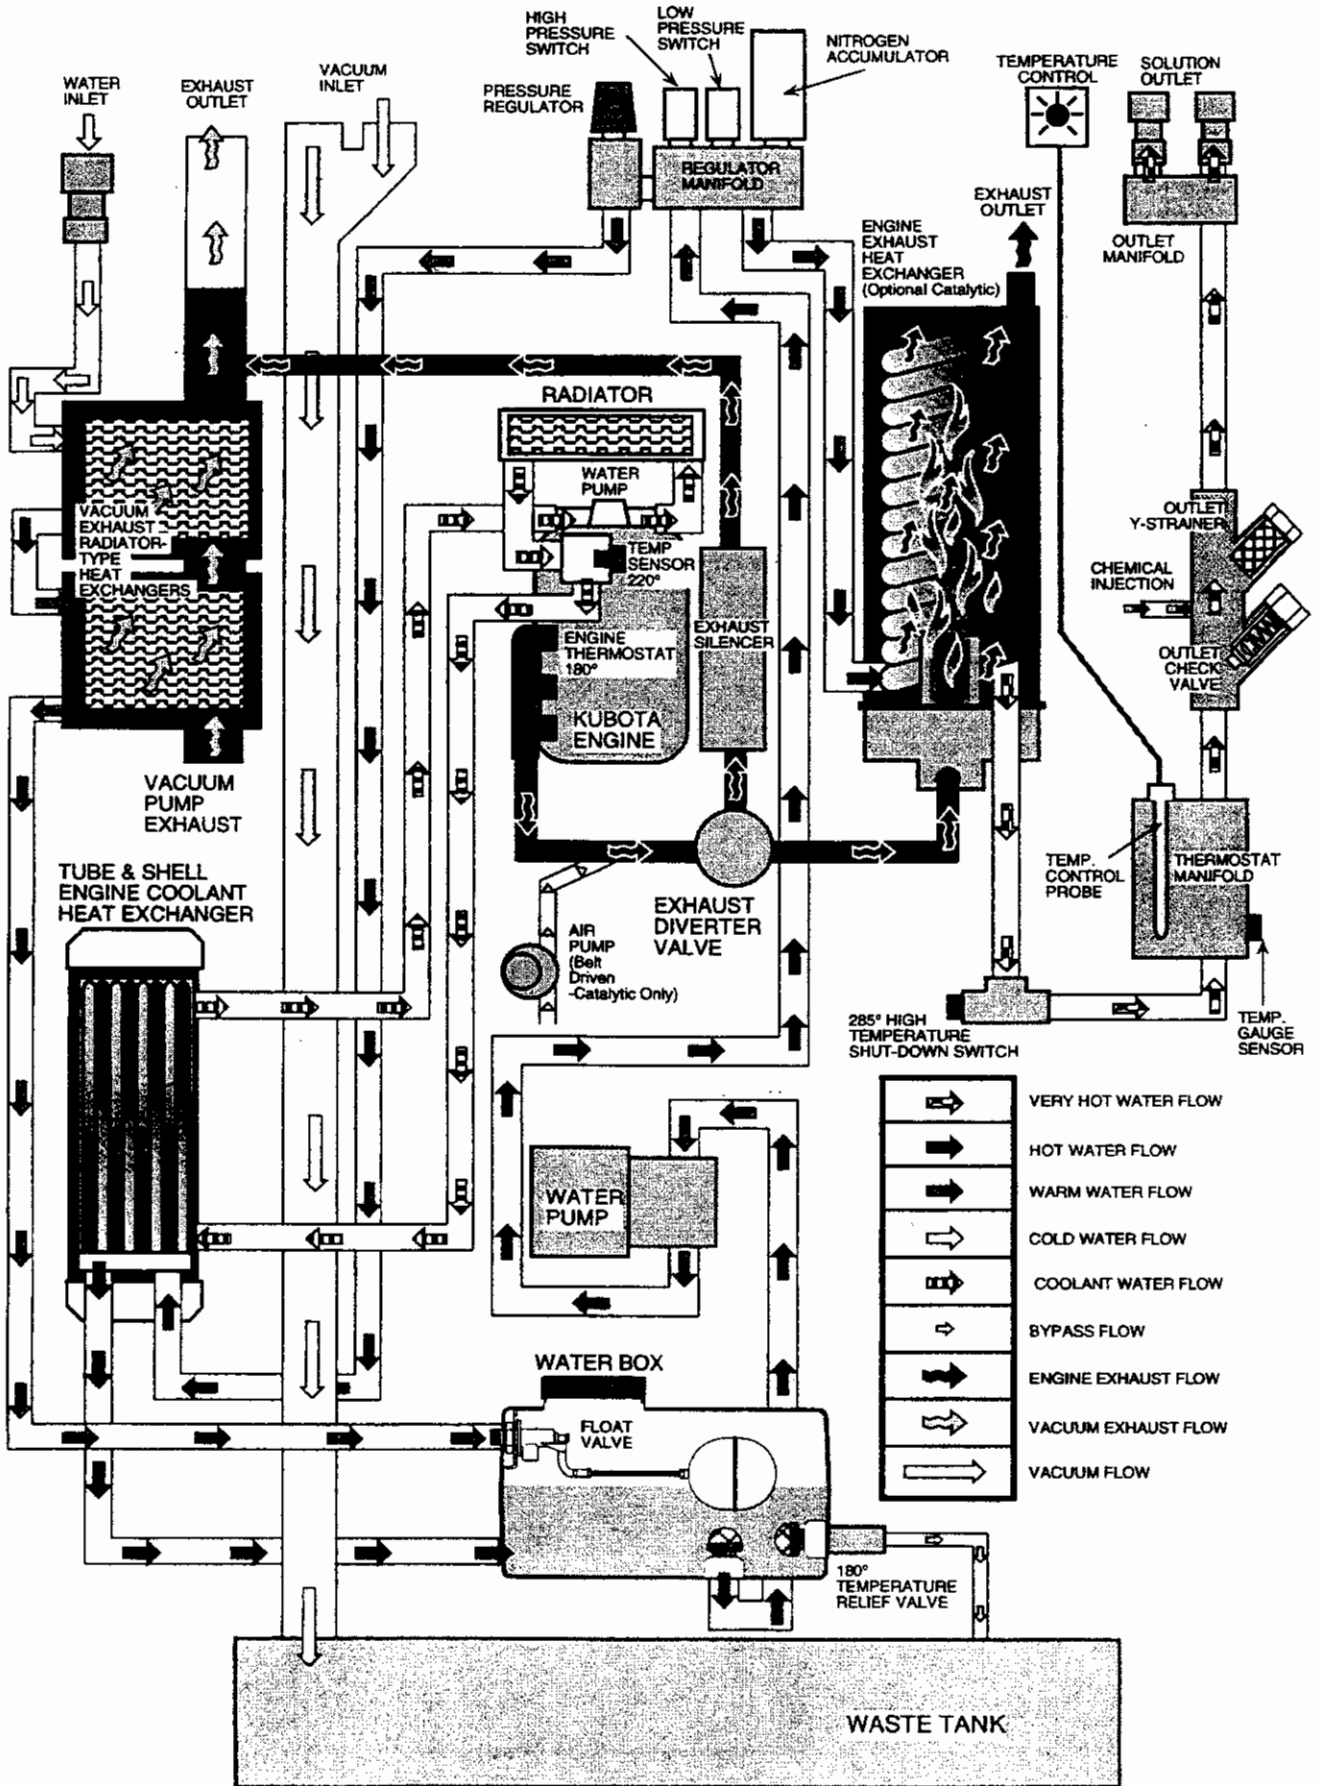 HIGH
PRESSURE
SWITCH
LOW
PRESSURE
SWITCH
NITROGEN
ACCUMULATOR
TEMPERATURE
CONTROL
SOLUTION
OUTLET
WATER
INLET
EXHAUST
OUTLET
VACUUM
INLET
PRESSURE
REGULATOR
REGULATOR
MANIFOLD
EXHAUST
OUTLET
ENGINE
EXHAUST
HEAT
EXCHANGER
(Optional Catalytic)
OUTLET
MANIFOLD
RADIATOR
WATER
PUMP
TEMP
SENSOR
220°
VACUUM
EXHAUST
RADIATOR-
TYPE
HEAT
EXCHANGERS
OUTLET
Y-STRAINER
CHEMICAL
INJECTION
OUTLET
CHECK
VALVE
ENGINE
THERMOSTAT
180°
EXHAUST
SILENCER
KUBOTA
ENGINE
VACUUM
PUMP
EXHAUST
TUBE & SHELL
ENGINE COOLANT
HEAT EXCHANGER
TEMP.
CONTROL
PROBE
THERMOSTAT
MANIFOLD
EXHAUST
DIVERTER
VALVE
AIR
PUMP
(Belt
Driven
-Catalytic Only)
285° HIGH
TEMPERATURE
SHUT-DOWN SWITCH
TEMP.
GAUGE
SENSOR
VERY HOT WATER FLOW
HOT WATER FLOW
WARM WATER FLOW
COLD WATER FLOW
COOLANT WATER FLOW
BYPASS FLOW
ENGINE EXHAUST FLOW
VACUUM EXHAUST FLOW
VACUUM FLOW
WATER
PUMP
WATER BOX
FLOAT
VALVE
180°
TEMPERATURE
RELIEF VALVE
WASTE TANK